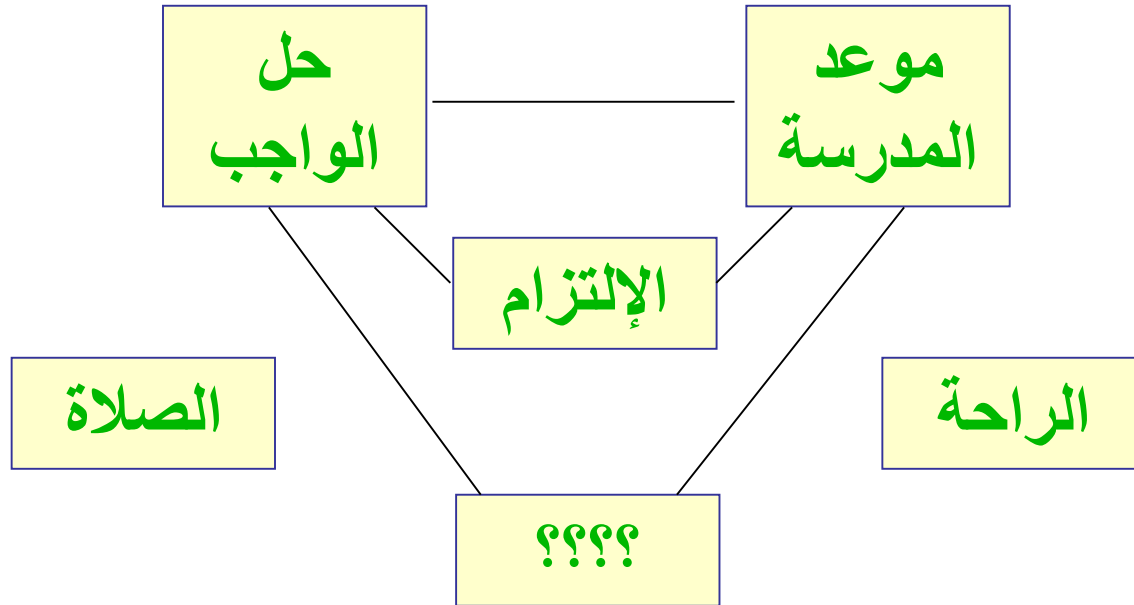 موعد
المدرسة
حل
الواجب
الإلتزام
الراحة
الصلاة
؟؟؟؟